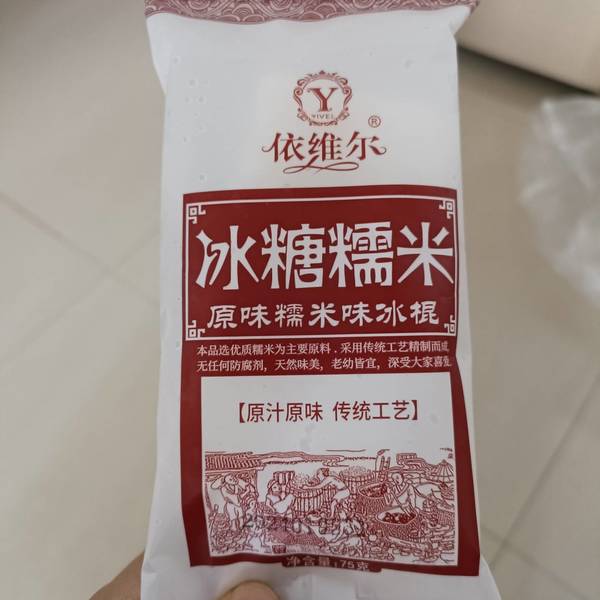 Y
YIVEL
依维尔®
冰糖糯米
原味糯米味冰棍
本品选优质糯米为主要原料．采用传统工艺精制而成
无任何防腐剂，天然味美，老幼皆宜，深受大家喜爱
【原汁原味 传统工艺】
净含量:75克